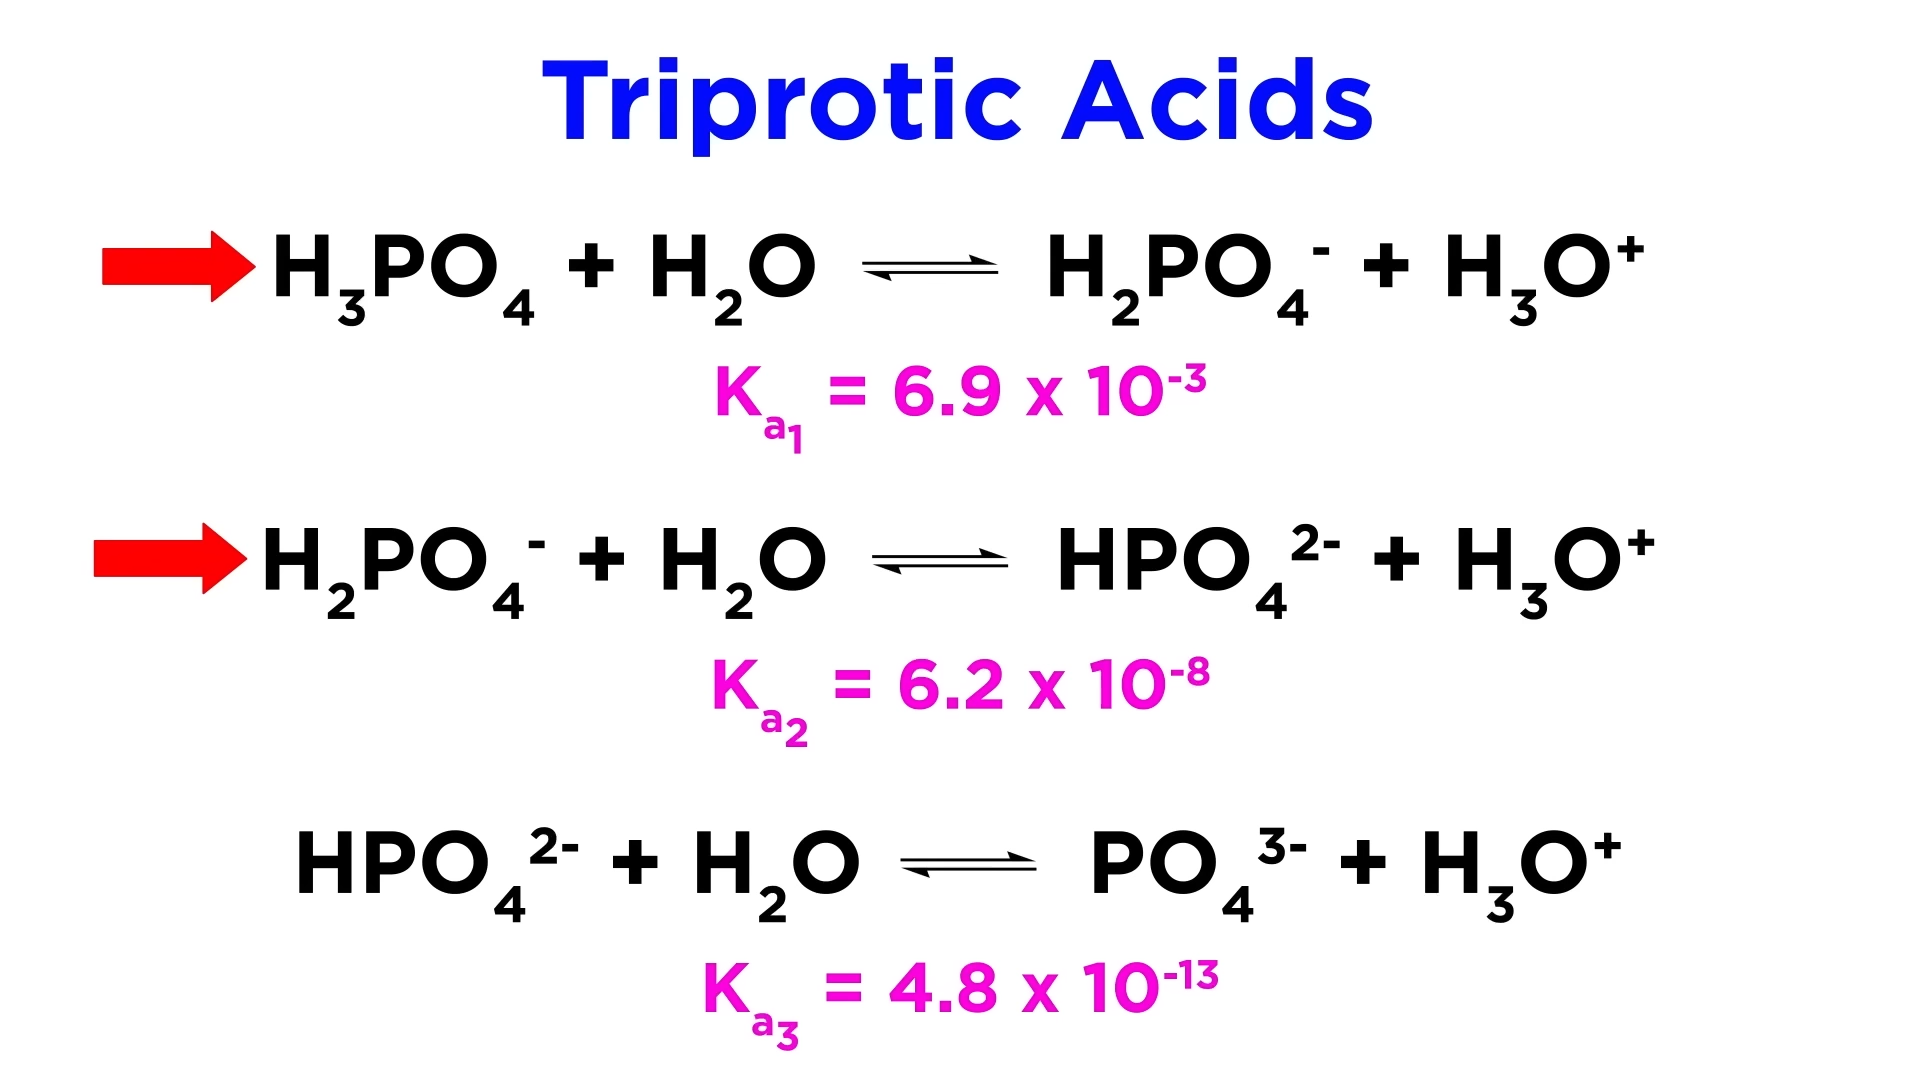 Triprotic Acids
H₃PO₄ + H₂O ⇌ H₂PO₄⁻ + H₃O⁺
Kₐ₁ = 6.9 x 10⁻³
H₂PO₄⁻ + H₂O ⇌ HPO₄²⁻ + H₃O⁺
Kₐ₂ = 6.2 x 10⁻⁸
HPO₄²⁻ + H₂O ⇌ PO₄³⁻ + H₃O⁺
Kₐ₃ = 4.8 x 10⁻¹³